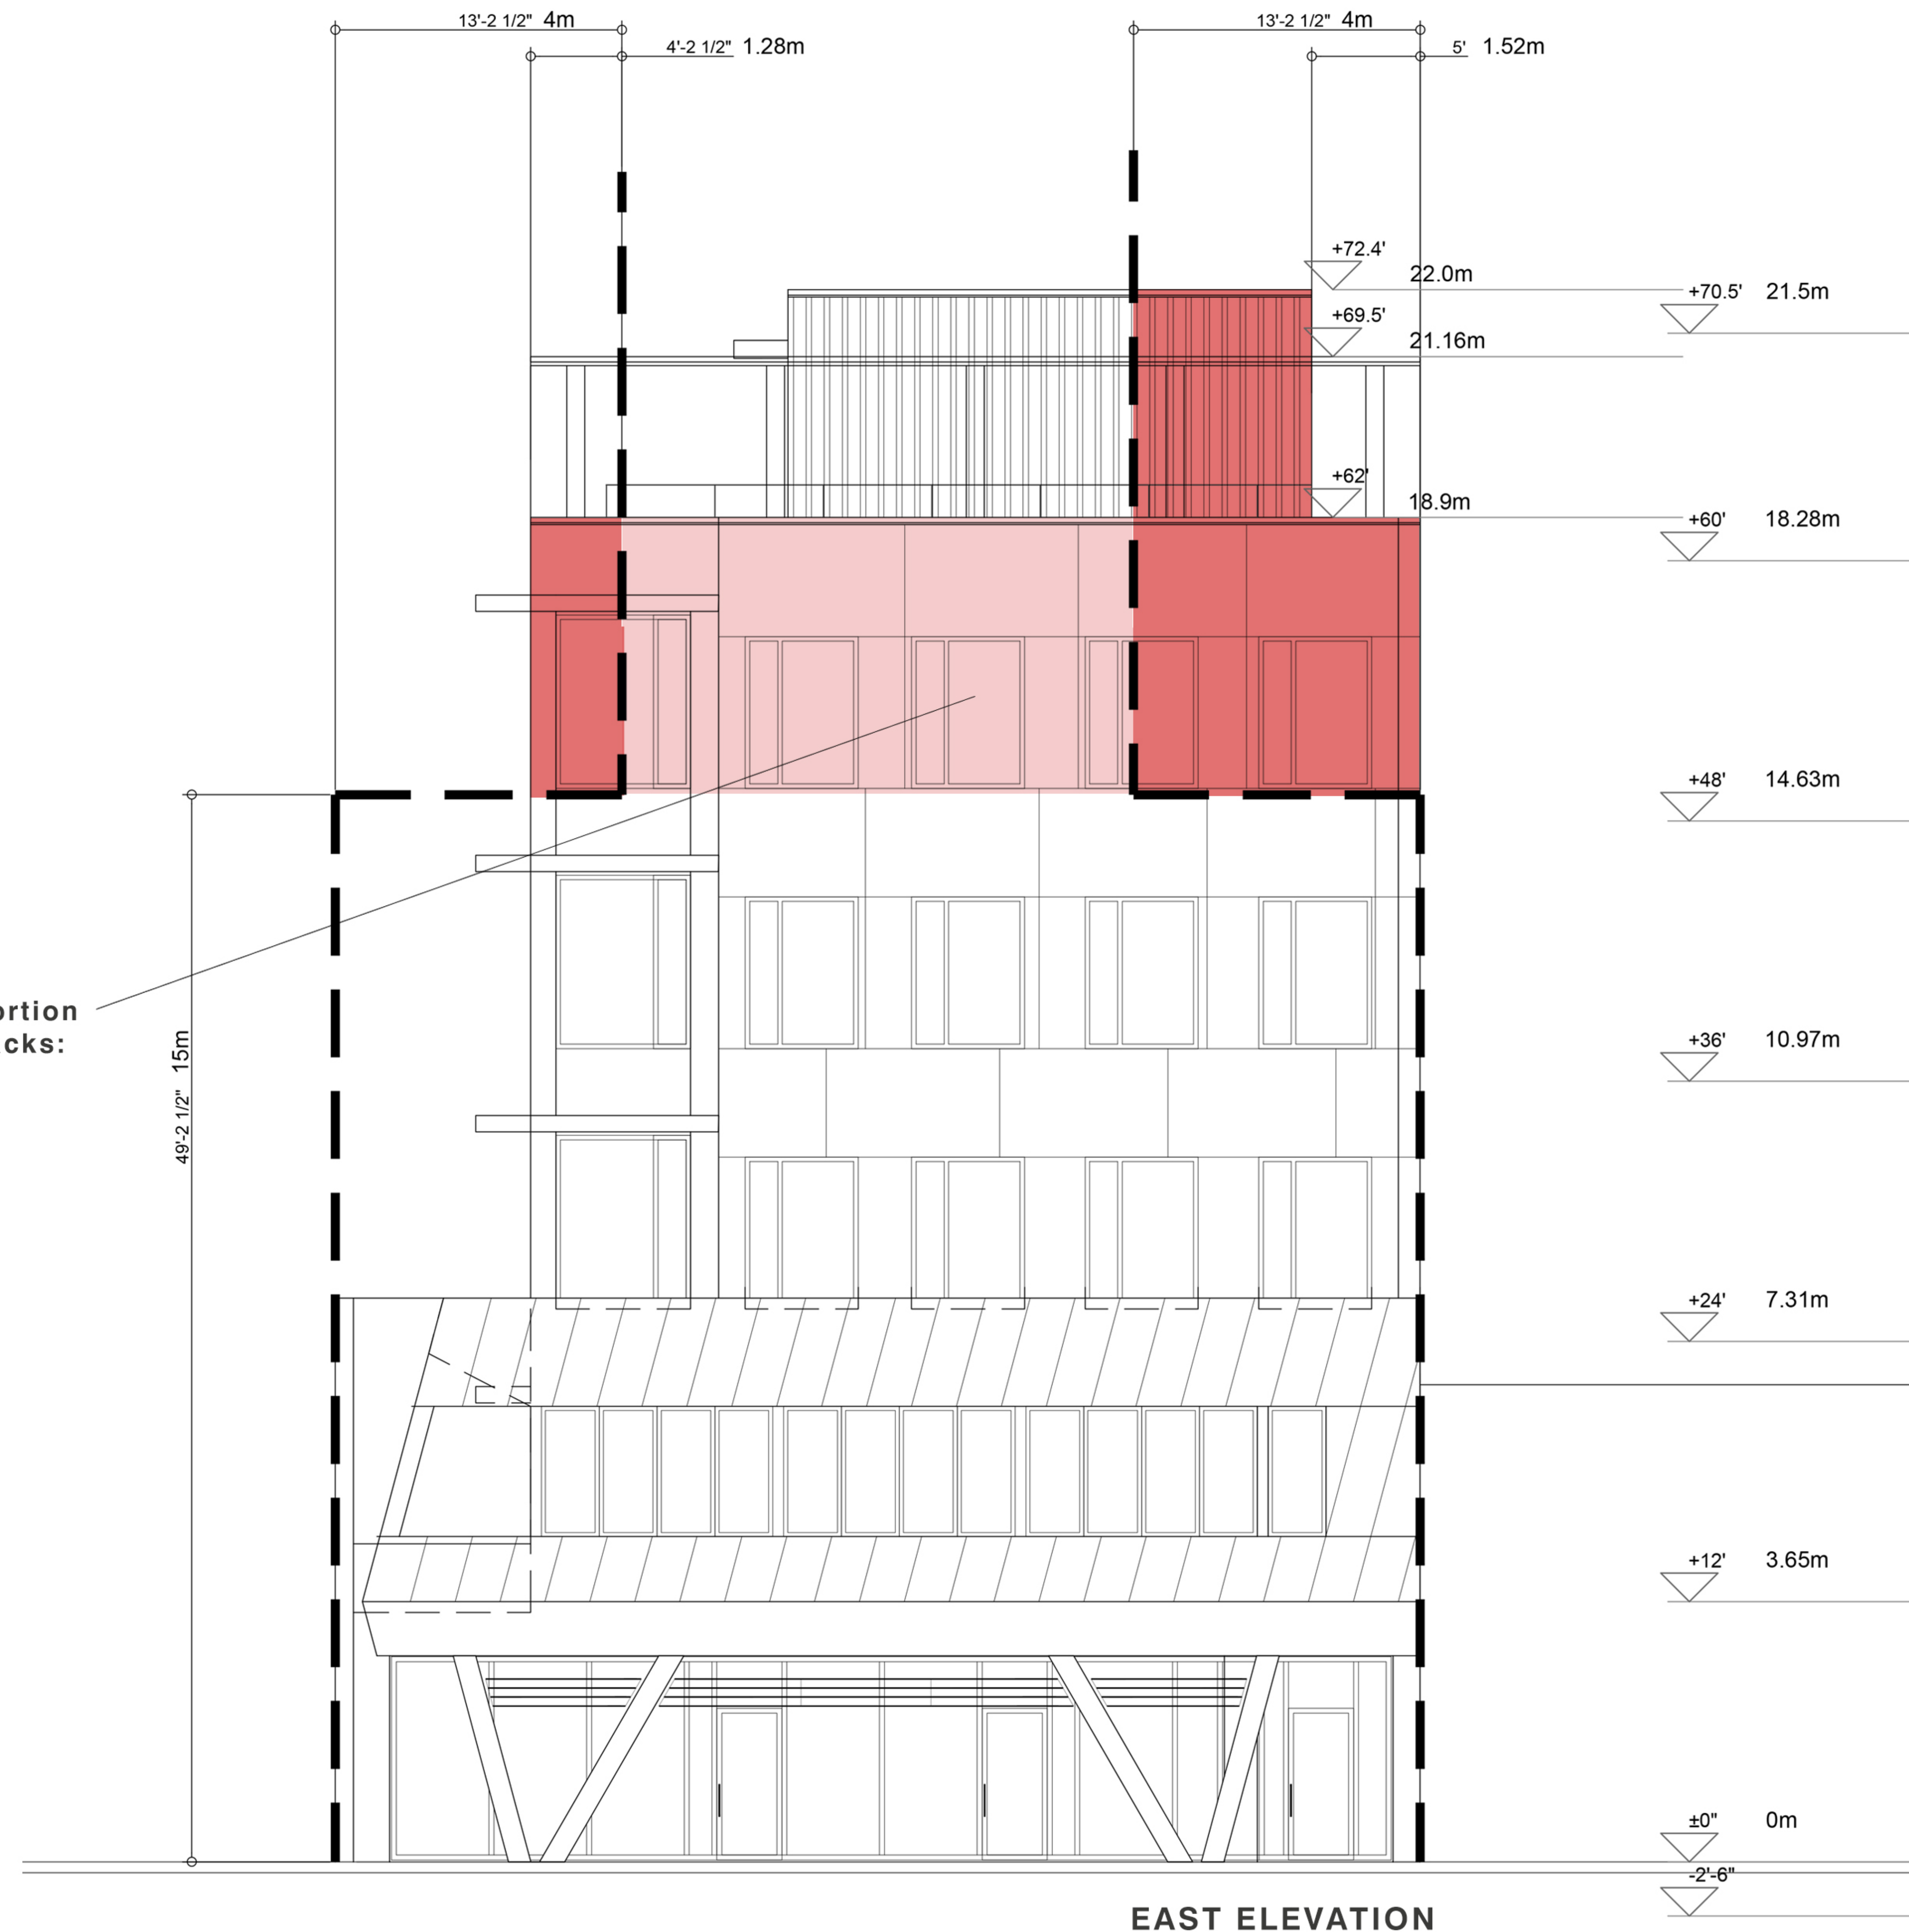 13'-2 1/2" 4m
13'-2 1/2" 4m
4'-2 1/2" 1.28m
5' 1.52m
+72.4'
22.0m
+70.5' 21.5m
+69.5'
21.16m
+62'
18.9m
+60' 18.28m
+48' 14.63m
ortion
cks:
49'-2 1/2" 15m
+36' 10.97m
+24' 7.31m
+12' 3.65m
±0" 0m
-2'-6"
EAST ELEVATION